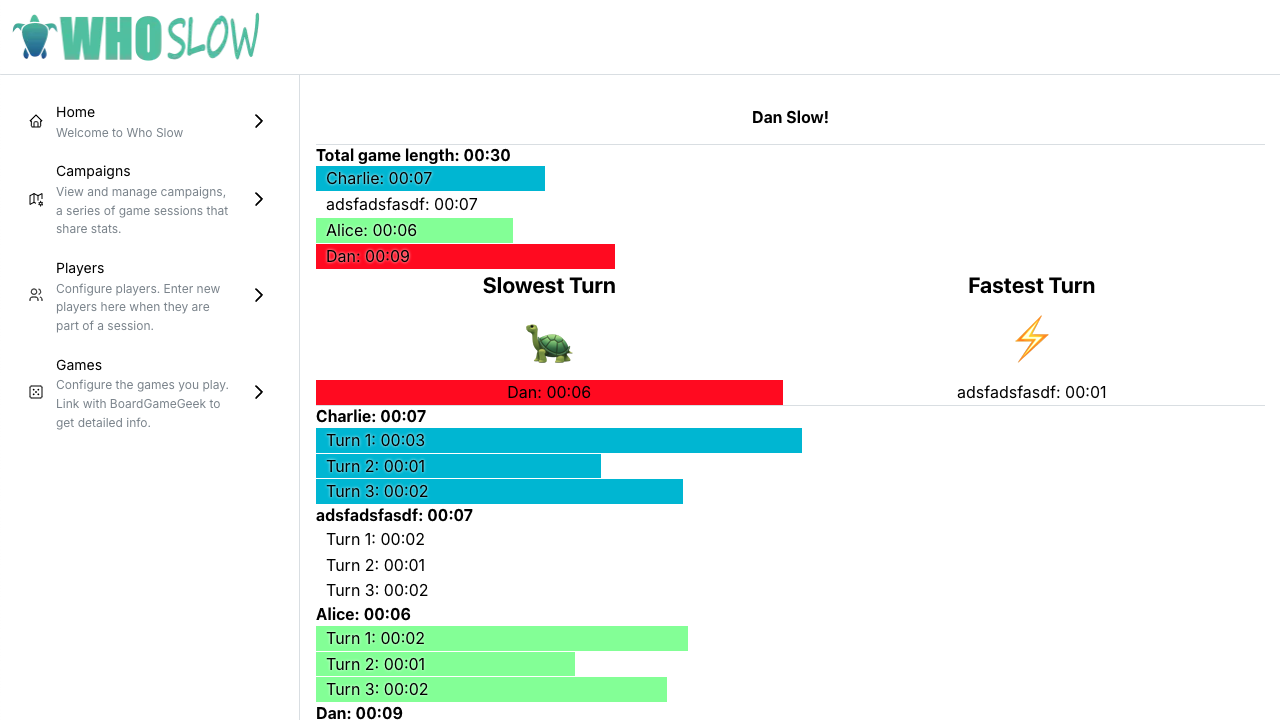 WHO SLOW
Home
Welcome to Who Slow
Campaigns
View and manage campaigns,
a series of game sessions that
share stats.
Players
Configure players. Enter new
players here when they are
part of a session.
Games
Configure the games you play.
Link with BoardGameGeek to
get detailed info.
Dan Slow!
Total game length: 00:30
Charlie: 00:07
adsfadsfasdf: 00:07
Alice: 00:06
Dan: 00:09
Slowest Turn
Dan: 00:06
Fastest Turn
adsfadsfasdf: 00:01
Charlie: 00:07
Turn 1: 00:03
Turn 2: 00:01
Turn 3: 00:02
adsfadsfasdf: 00:07
Turn 1: 00:02
Turn 2: 00:01
Turn 3: 00:02
Alice: 00:06
Turn 1: 00:02
Turn 2: 00:01
Turn 3: 00:02
Dan: 00:09